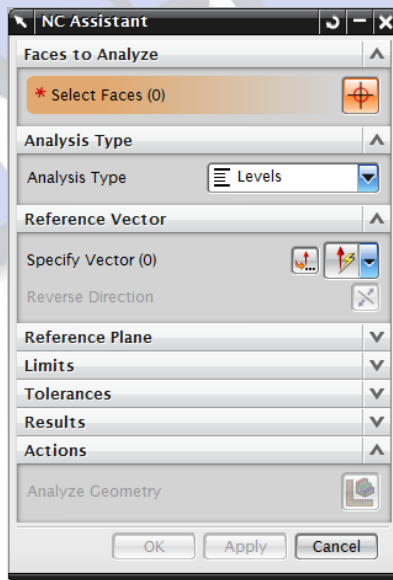 NC Assistant
Faces to Analyze
* Select Faces (0)
Analysis Type
Analysis Type Levels
Reference Vector
Specify Vector (0)
Reverse Direction
Reference Plane
Limits
Tolerances
Results
Actions
Analyze Geometry
OK Apply Cancel